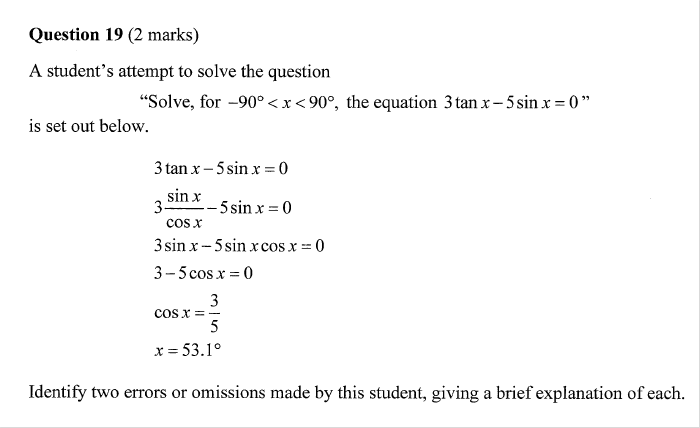 Question 19 (2 marks)
A student's attempt to solve the question
"Solve, for −90° < x < 90°, the equation 3 tan x − 5 sin x = 0"
is set out below.
3 tan x − 5 sin x = 0
3 sin x / cos x − 5 sin x = 0
3 sin x − 5 sin x cos x = 0
3 − 5 cos x = 0
cos x = 3/5
x = 53.1°
Identify two errors or omissions made by this student, giving a brief explanation of each.